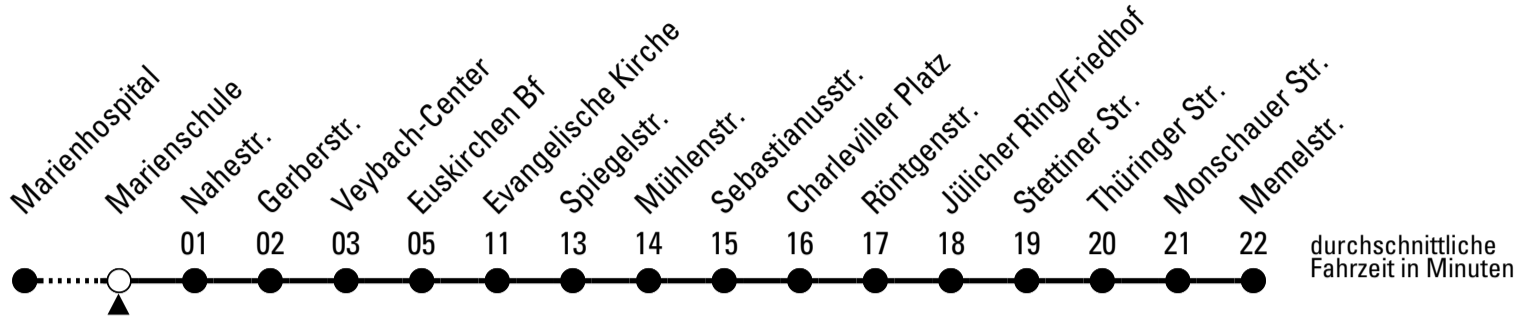 Marienhospital
Marienschule
Nahestr.
Gerberstr.
Veybach-Center
Euskirchen Bf
Evangelische Kirche
Spiegelstr.
Mühlenstr.
Sebastianusstr.
Charleviller Platz
Röntgenstr.
Jülicher Ring/Friedhof
Stettiner Str.
Thüringer Str.
Monschauer Str.
Memelstr.
01 02 03 05 11 13 14 15 16 17 18 19 20 21 22
durchschnittliche
Fahrzeit in Minuten